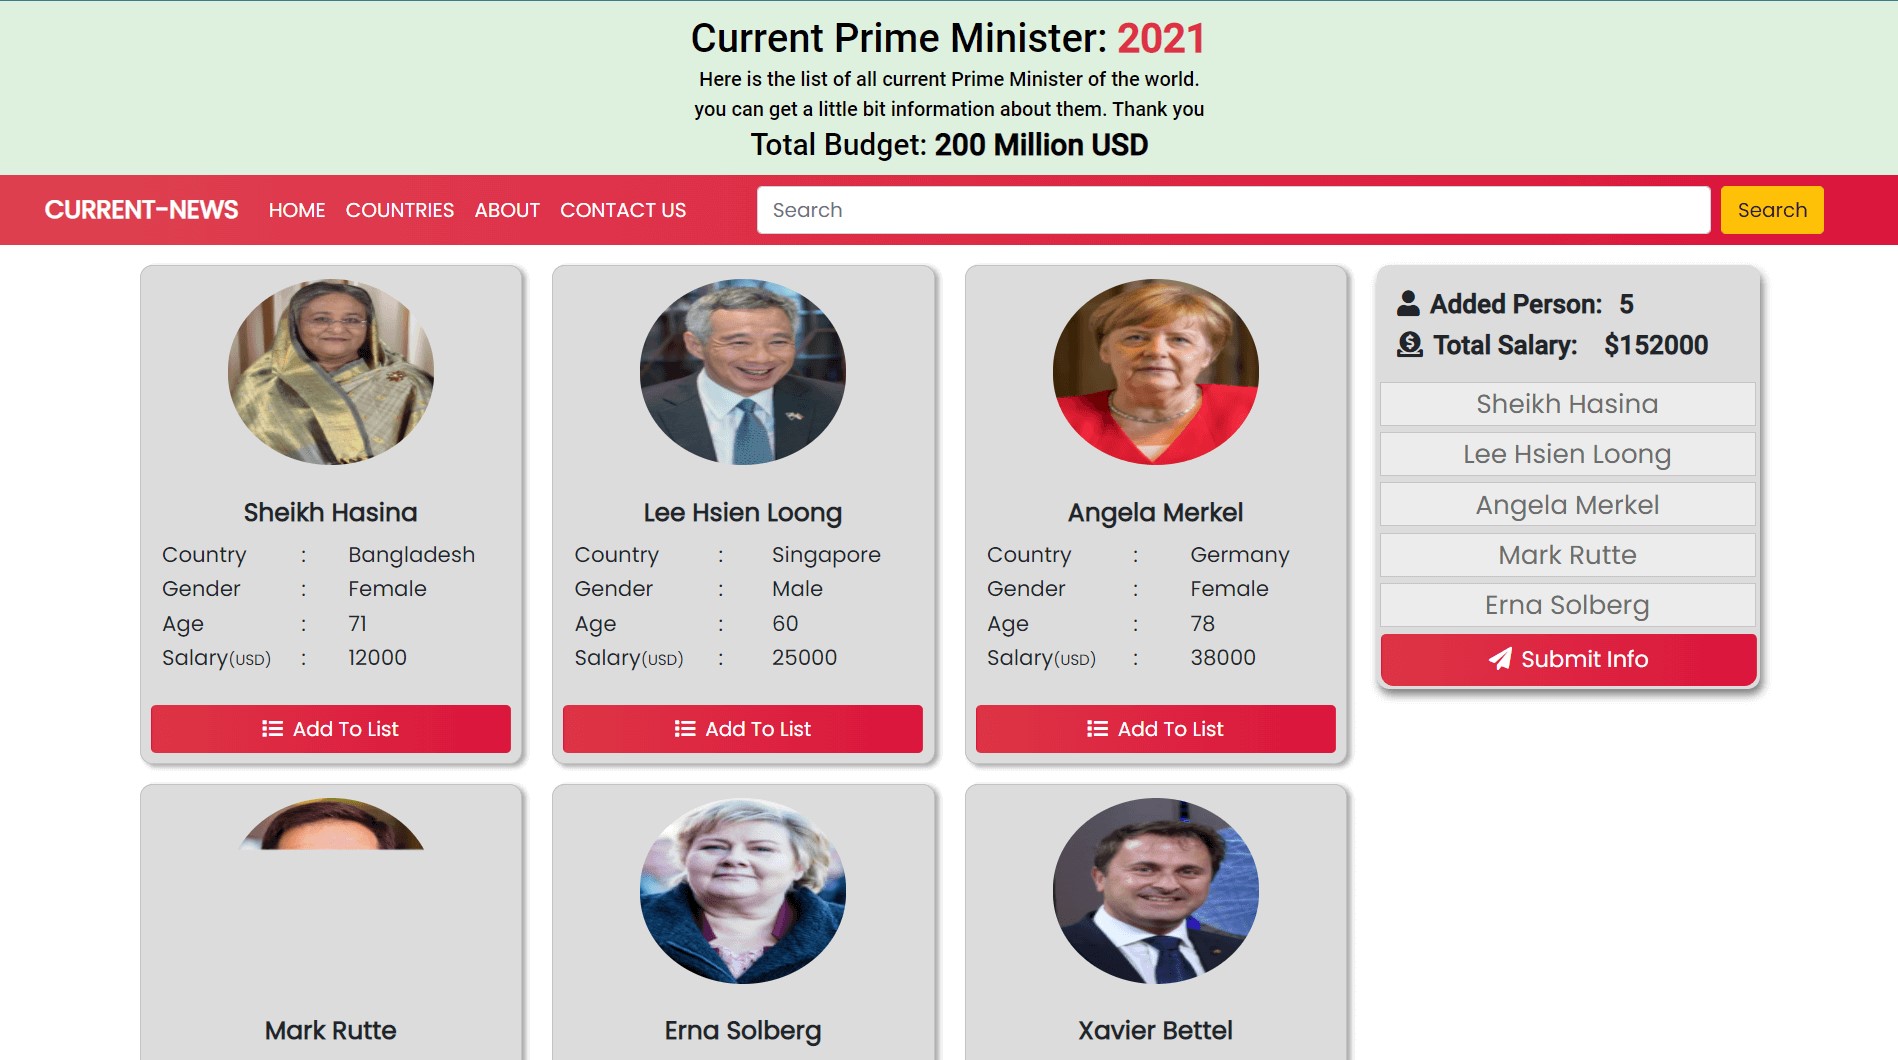 Current Prime Minister: 2021
Here is the list of all current Prime Minister of the world.
you can get a little bit information about them. Thank you
Total Budget: 200 Million USD
CURRENT-NEWS HOME COUNTRIES ABOUT CONTACT US Search Search
Sheikh Hasina
Country : Bangladesh
Gender : Female
Age : 71
Salary(USD) : 12000
Add To List
Lee Hsien Loong
Country : Singapore
Gender : Male
Age : 60
Salary(USD) : 25000
Add To List
Angela Merkel
Country : Germany
Gender : Female
Age : 78
Salary(USD) : 38000
Add To List
Added Person: 5
Total Salary: $152000
Sheikh Hasina
Lee Hsien Loong
Angela Merkel
Mark Rutte
Erna Solberg
Submit Info
Mark Rutte
Erna Solberg
Xavier Bettel